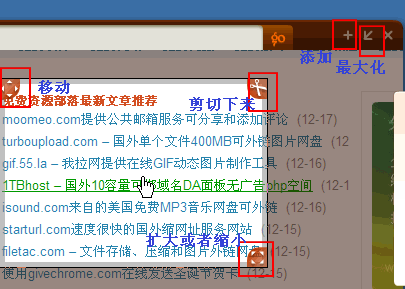 go
添加
最大化
移动
剪切下来
免费资源部落最新文章推荐
moomeo.com提供公共邮箱服务可分享和添加评论 (12-17)
turboupload.com – 国外单个文件400MB可外链图片网盘 (12-
gif.55.la – 我拉网提供在线GIF动态图片制作工具 (12-16)
1TBhost – 国外10容量可绑域名DA面板无广告php空间 (12-1
isound.com来自的美国免费MP3音乐网盘可外链 (12-16)
starturl.com速度很快的国外缩网址服务网站 (12-15)
扩大或者缩小
filetac.com – 文件存储、压缩和图片外链网盘 (12-15)
使用givechrome.com在线发送圣诞节贺卡 (12-15)